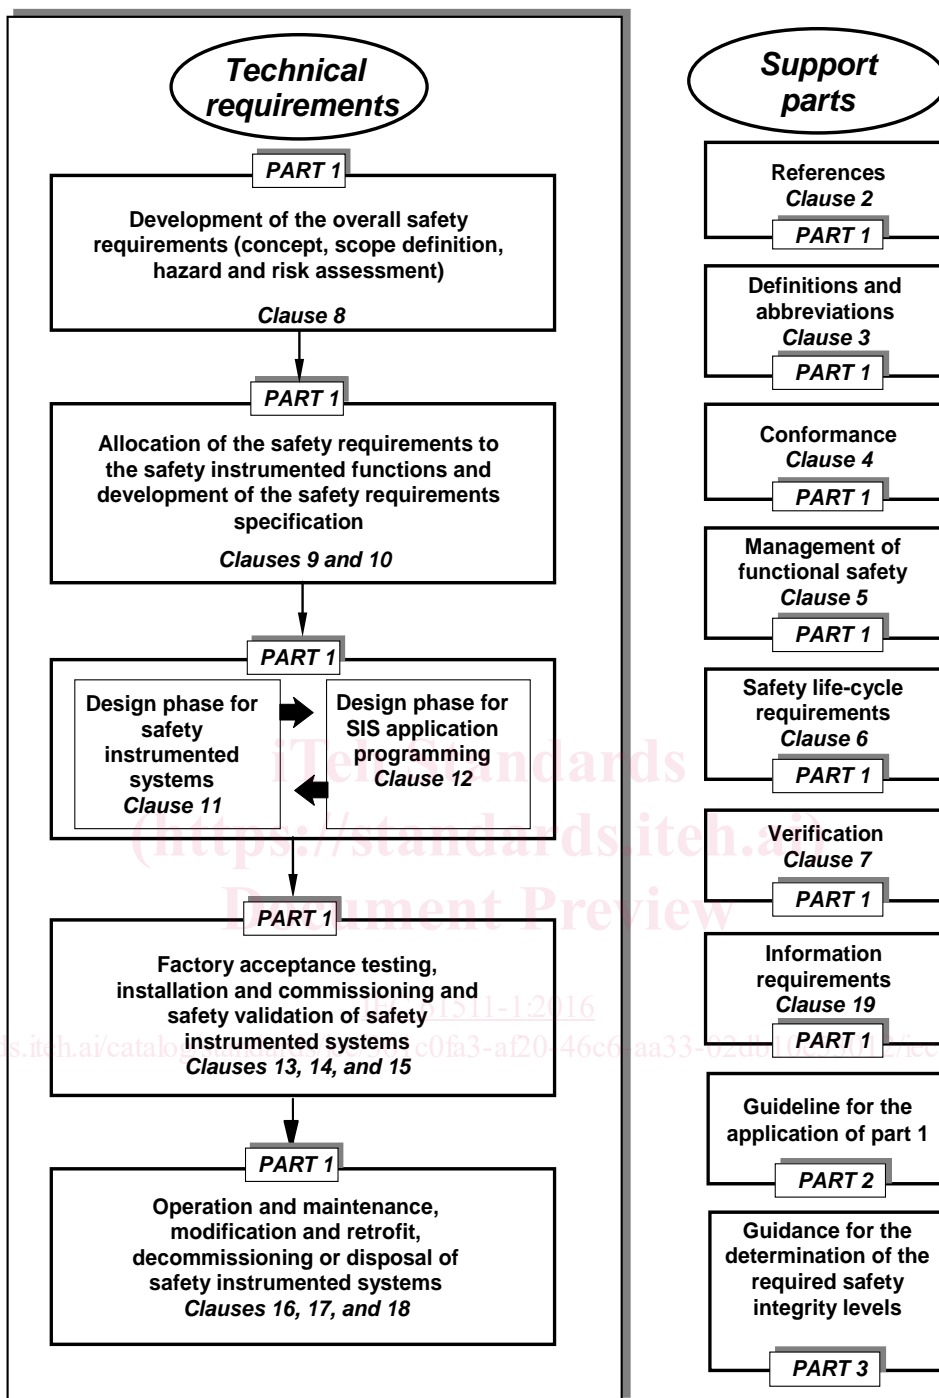 Technical
requirements
PART 1
Development of the overall safety
requirements (concept, scope definition,
hazard and risk assessment)
Clause 8
PART 1
Allocation of the safety requirements to
the safety instrumented functions and
development of the safety requirements
specification
Clauses 9 and 10
PART 1
Design phase for
safety
instrumented
systems
Clause 11
Design phase for
SIS application
programming
Clause 12
PART 1
Factory acceptance testing,
installation and commissioning and
safety validation of safety
instrumented systems
Clauses 13, 14, and 15
PART 1
Operation and maintenance,
modification and retrofit,
decommissioning or disposal of
safety instrumented systems
Clauses 16, 17, and 18
Support
parts
References
Clause 2
PART 1
Definitions and
abbreviations
Clause 3
PART 1
Conformance
Clause 4
PART 1
Management of
functional safety
Clause 5
PART 1
Safety life-cycle
requirements
Clause 6
PART 1
Verification
Clause 7
PART 1
Information
requirements
Clause 19
PART 1
Guideline for the
application of part 1
PART 2
Guidance for the
determination of the
required safety
integrity levels
PART 3
iTeh Standards
(https://standards.iteh.ai)
Document Preview